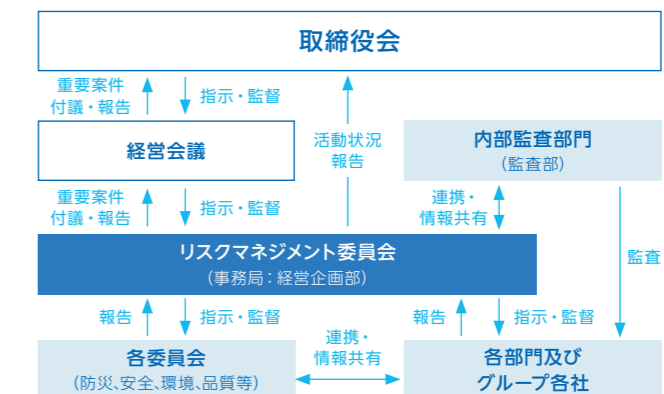 取締役会
重要案件
付議・報告
指示・監督
経営会議
活動状況
報告
内部監査部門
(監査部)
重要案件
付議・報告
指示・監督
連携・
情報共有
リスクマネジメント委員会
(事務局:経営企画部)
監査
報告
指示・監督
報告
指示・監督
連携・
情報共有
各委員会
(防災、安全、環境、品質等)
各部門及び
グループ各社